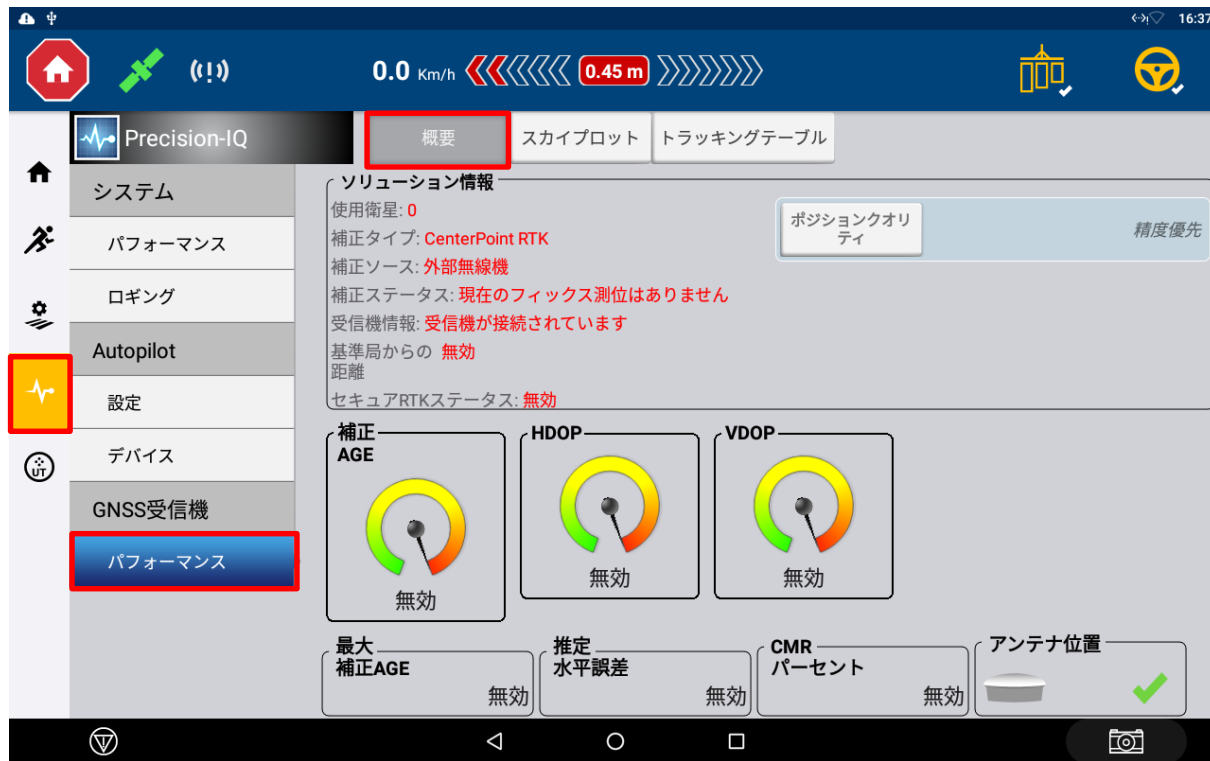 16:37
0.0 Km/h 0.45 m
Precision-IQ
概要
スカイプロット
トラッキングテーブル
システム
パフォーマンス
ロギング
Autopilot
設定
デバイス
GNSS受信機
パフォーマンス
UT
ソリューション情報
使用衛星: 0
補正タイプ: CenterPoint RTK
補正ソース: 外部無線機
補正ステータス: 現在のフィックス測位はありません
受信機情報: 受信機が接続されています
基準局からの 無効
距離
セキュアRTKステータス: 無効
ポジションクオリ
ティ
精度優先
補正
AGE
無効
HDOP
無効
VDOP
無効
最大
補正AGE
無効
推定
水平誤差
無効
CMR
パーセント
無効
アンテナ位置